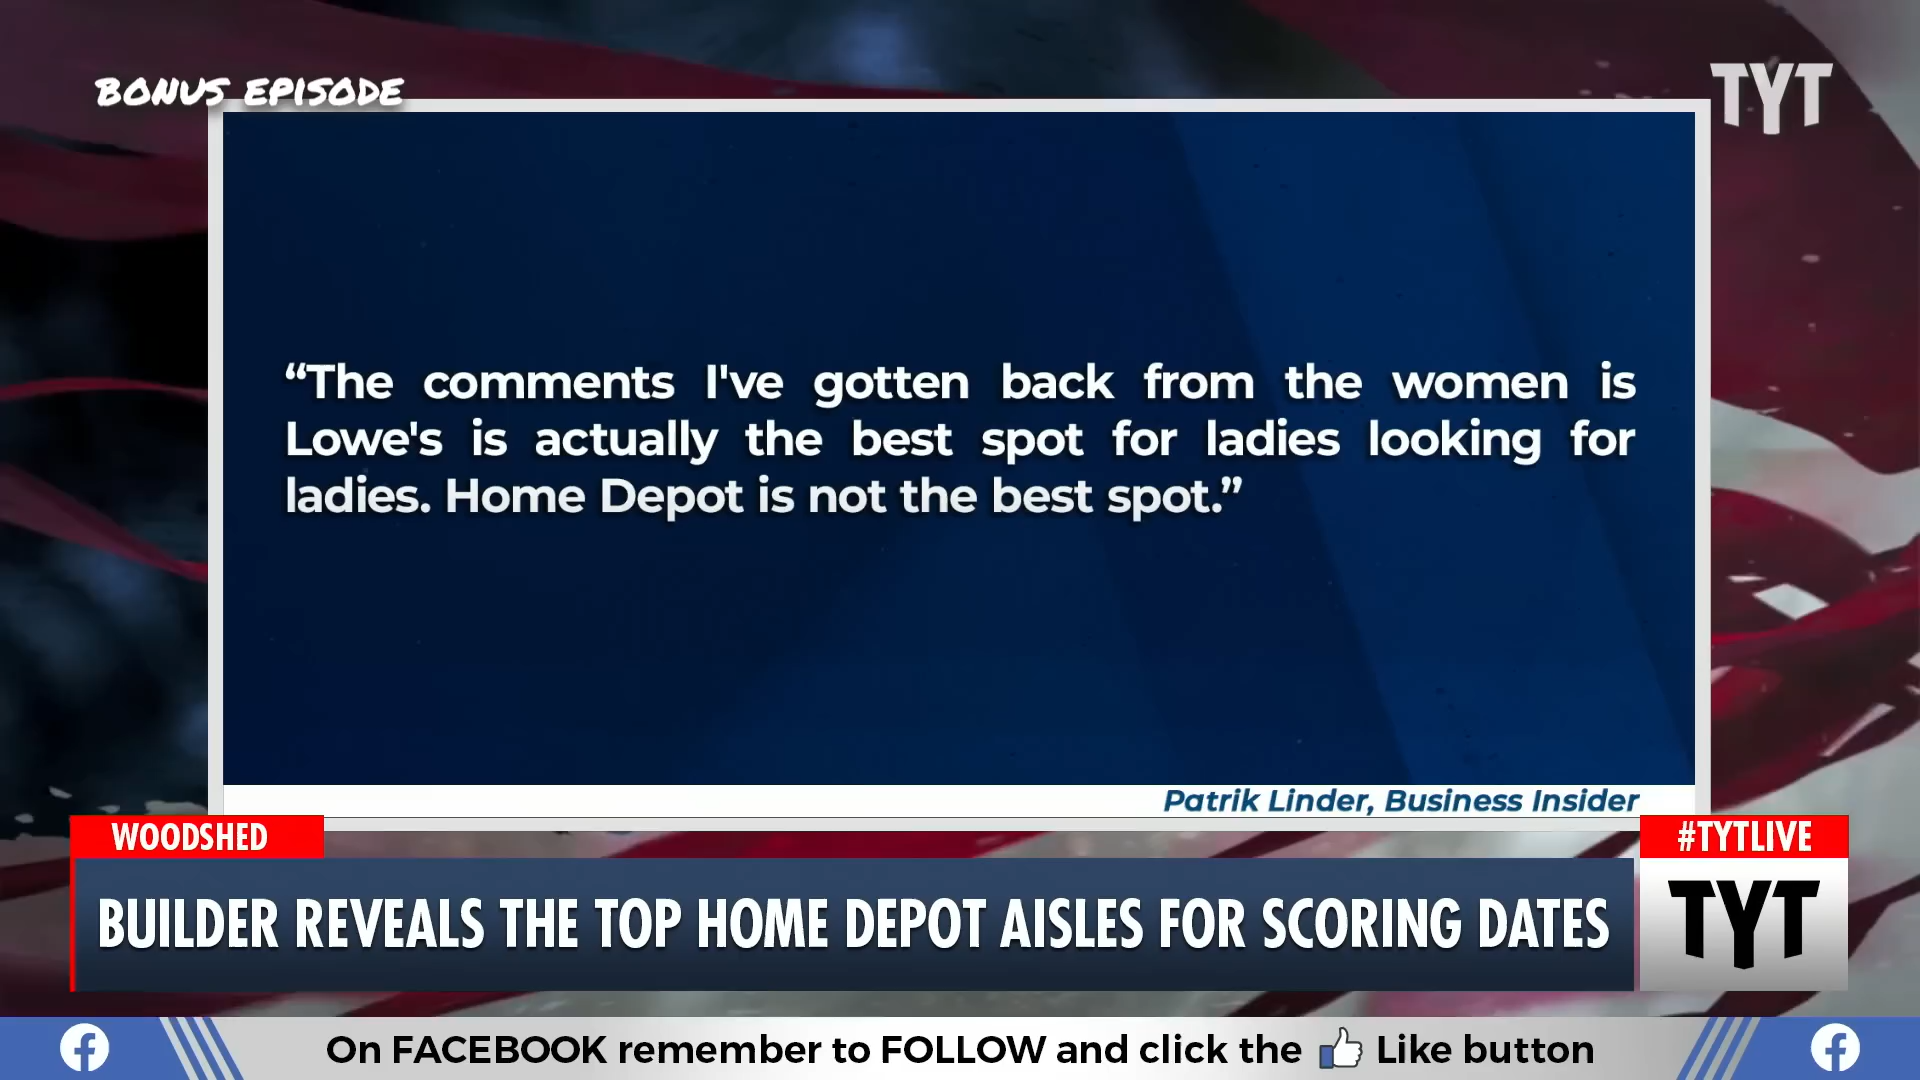 BONUS EPISODE
TYT
“The comments I've gotten back from the women is
Lowe's is actually the best spot for ladies looking for
ladies. Home Depot is not the best spot.”
Patrik Linder, Business Insider
WOODSHED
#TYTLIVE
BUILDER REVEALS THE TOP HOME DEPOT AISLES FOR SCORING DATES
TYT
On FACEBOOK remember to FOLLOW and click the Like button